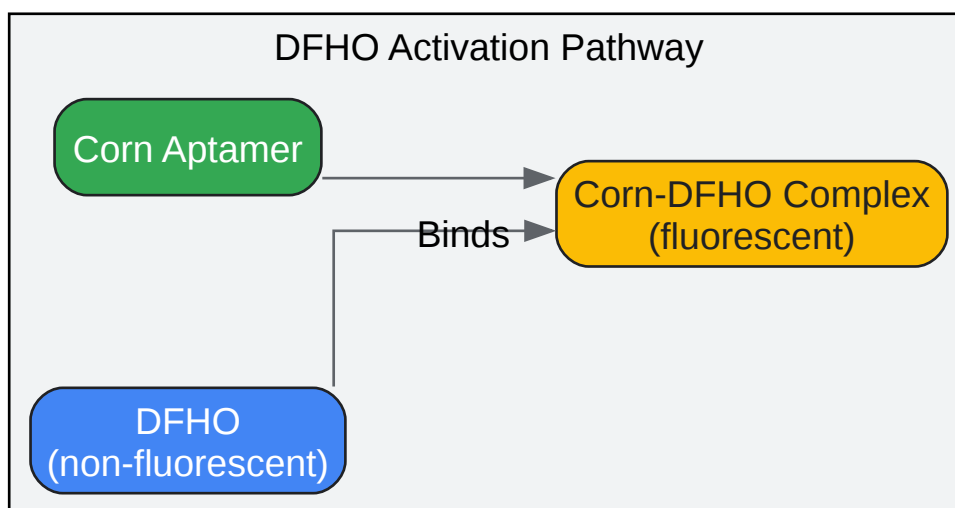 DFHO Activation Pathway
Corn Aptamer
Corn-DFHO Complex
(fluorescent)
Binds
DFHO
(non-fluorescent)